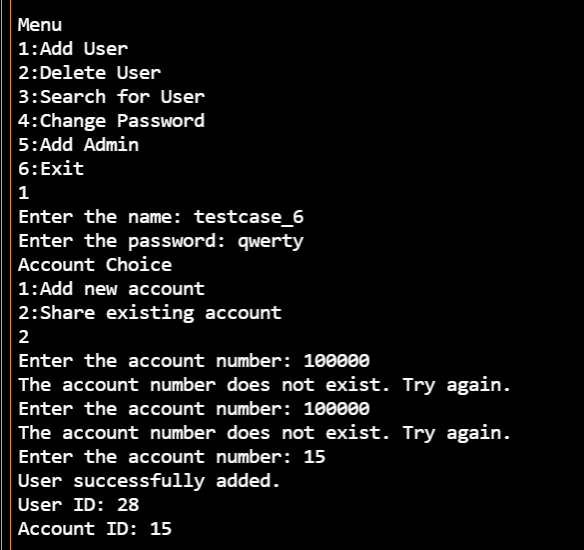 Menu
1:Add User
2:Delete User
3:Search for User
4:Change Password
5:Add Admin
6:Exit
1
Enter the name: testcase_6
Enter the password: qwerty
Account Choice
1:Add new account
2:Share existing account
2
Enter the account number: 100000
The account number does not exist. Try again.
Enter the account number: 100000
The account number does not exist. Try again.
Enter the account number: 15
User successfully added.
User ID: 28
Account ID: 15